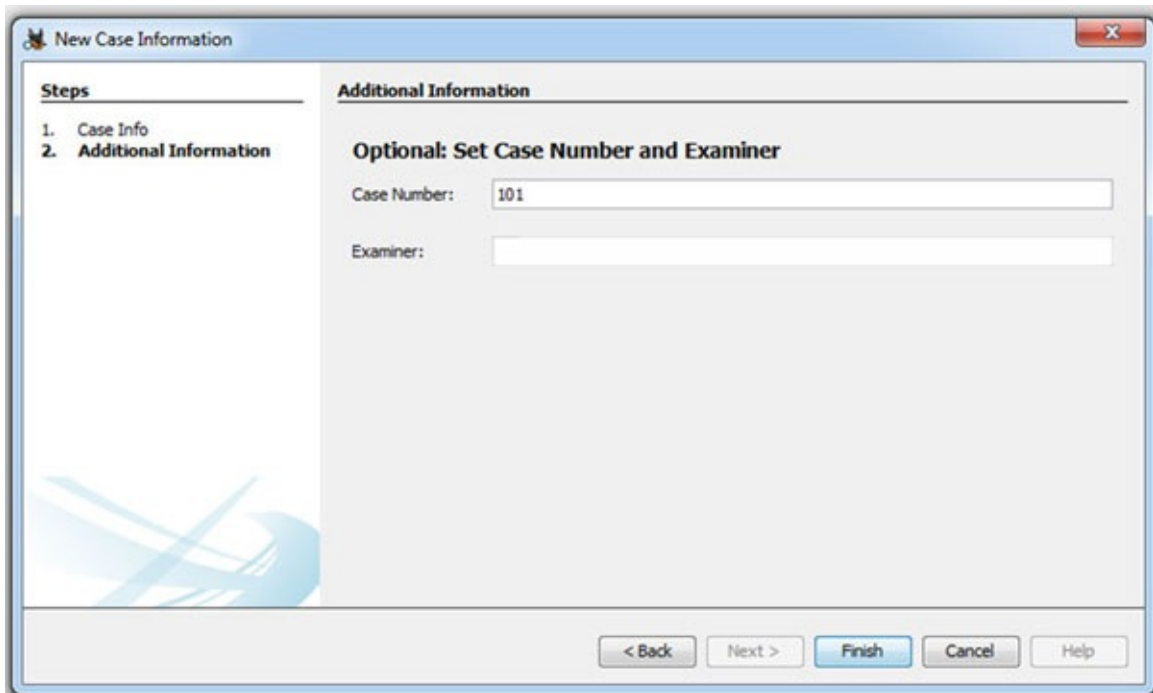 New Case Information
Steps
1. Case Info
2. Additional Information
Additional Information
Optional: Set Case Number and Examiner
Case Number: 101
Examiner:
< Back Next > Finish Cancel Help